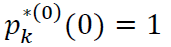 $p_k^{*(0)}(0) = 1$